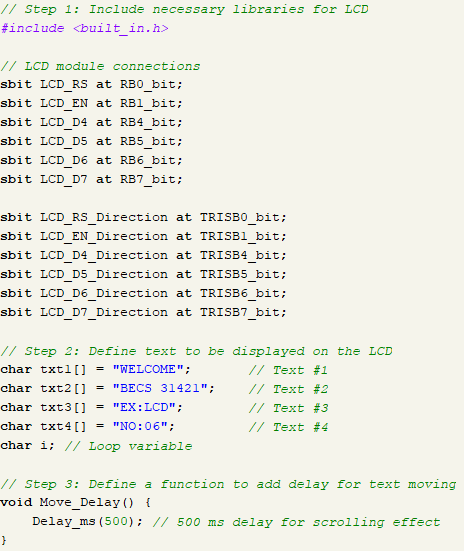 // Step 1: Include necessary libraries for LCD
#include <built_in.h>
// LCD module connections
sbit LCD_RS at RB0_bit;
sbit LCD_EN at RB1_bit;
sbit LCD_D4 at RB4_bit;
sbit LCD_D5 at RB5_bit;
sbit LCD_D6 at RB6_bit;
sbit LCD_D7 at RB7_bit;
sbit LCD_RS_Direction at TRISB0_bit;
sbit LCD_EN_Direction at TRISB1_bit;
sbit LCD_D4_Direction at TRISB4_bit;
sbit LCD_D5_Direction at TRISB5_bit;
sbit LCD_D6_Direction at TRISB6_bit;
sbit LCD_D7_Direction at TRISB7_bit;
// Step 2: Define text to be displayed on the LCD
char txt1[] = "WELCOME"; // Text #1
char txt2[] = "BECS 31421"; // Text #2
char txt3[] = "EX:LCD"; // Text #3
char txt4[] = "NO:06"; // Text #4
char i; // Loop variable
// Step 3: Define a function to add delay for text moving
void Move_Delay() {
Delay_ms(500); // 500 ms delay for scrolling effect
}